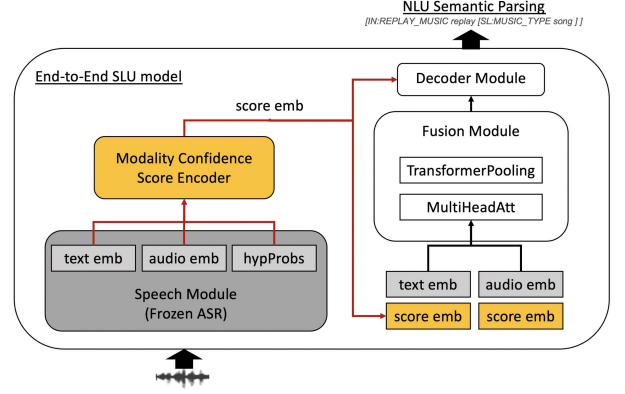 NLU Semantic Parsing
[IN:REPLAY_MUSIC replay [SL:MUSIC_TYPE song ] ]
End-to-End SLU model
Decoder Module
score emb
Fusion Module
Modality Confidence
Score Encoder
TransformerPooling
MultiHeadAtt
text emb
audio emb
hypProbs
Speech Module
(Frozen ASR)
text emb
audio emb
score emb
score emb